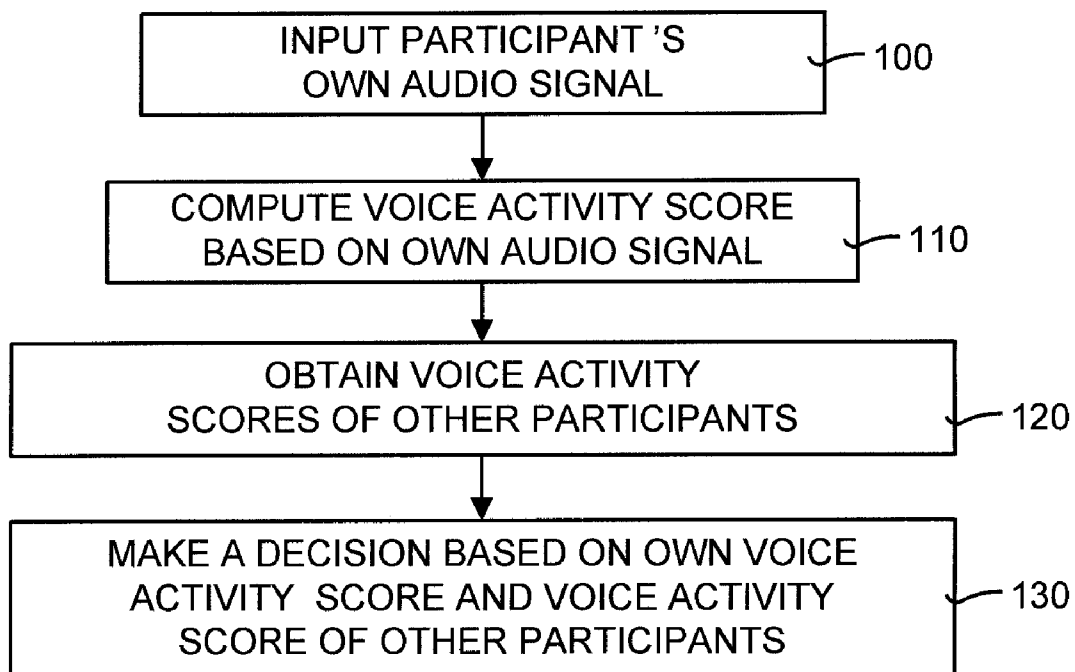 INPUT PARTICIPANT 'S
OWN AUDIO SIGNAL
100
COMPUTE VOICE ACTIVITY SCORE
BASED ON OWN AUDIO SIGNAL
110
OBTAIN VOICE ACTIVITY
SCORES OF OTHER PARTICIPANTS
120
MAKE A DECISION BASED ON OWN VOICE
ACTIVITY SCORE AND VOICE ACTIVITY
SCORE OF OTHER PARTICIPANTS
130